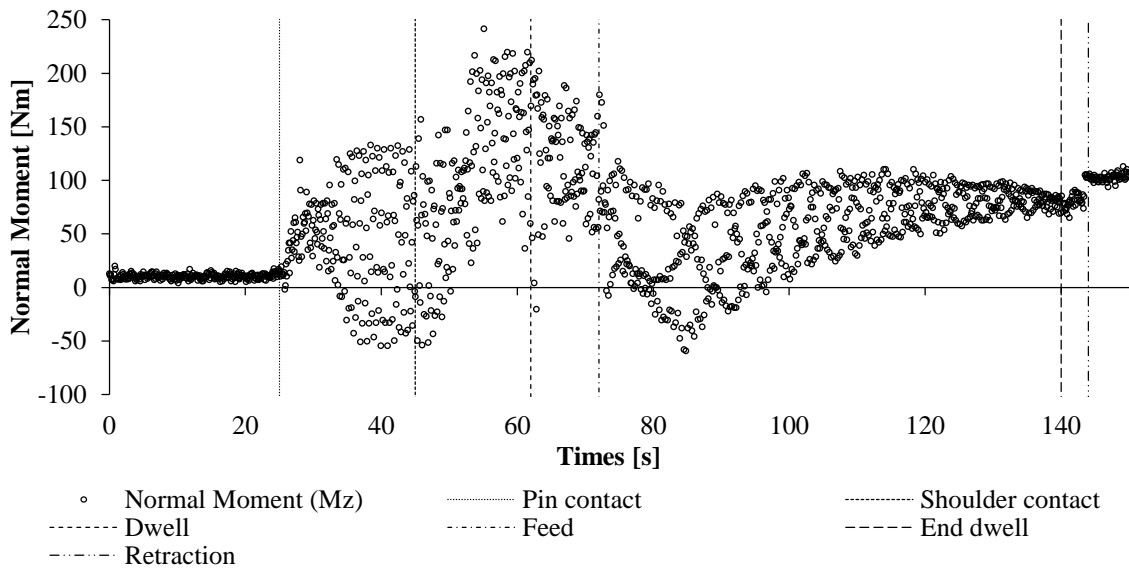 250
200
150
100
50
0
-50
-100
Normal Moment [Nm]
0 20 40 60 80 100 120 140
Times [s]
Normal Moment (Mz) Pin contact Shoulder contact
Dwell Feed End dwell
Retraction